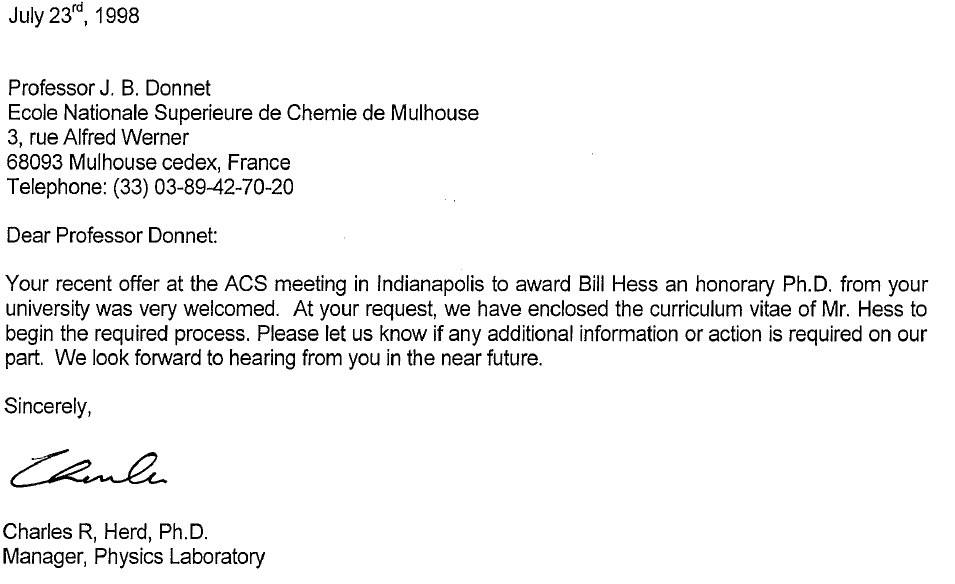 July 23rd, 1998
Professor J. B. Donnet
Ecole Nationale Superieure de Chemie de Mulhouse
3, rue Alfred Werner
68093 Mulhouse cedex, France
Telephone: (33) 03-89-42-70-20
Dear Professor Donnet:
Your recent offer at the ACS meeting in Indianapolis to award Bill Hess an honorary Ph.D. from your
university was very welcomed. At your request, we have enclosed the curriculum vitae of Mr. Hess to
begin the required process. Please let us know if any additional information or action is required on our
part. We look forward to hearing from you in the near future.
Sincerely,
Charles R, Herd, Ph.D.
Manager, Physics Laboratory